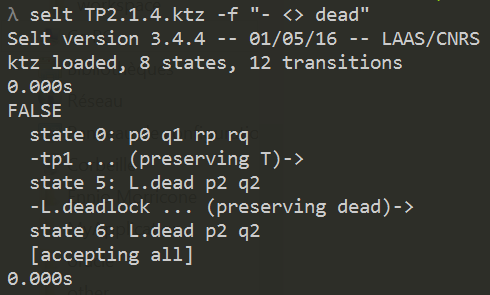 λ selt TP2.1.4.ktz -f "- <> dead"
Selt version 3.4.4 -- 01/05/16 -- LAAS/CNRS
ktz loaded, 8 states, 12 transitions
0.000s
FALSE
  state 0: p0 q1 rp rq
  -tp1 ... (preserving T)->
  state 5: L.dead p2 q2
  -L.deadlock ... (preserving dead)->
  state 6: L.dead p2 q2
  [accepting all]
0.000s